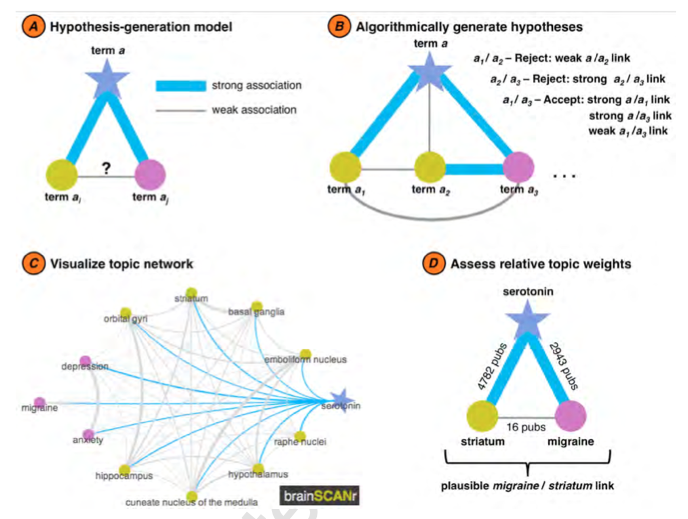 A Hypothesis-generation model
term a
strong association
weak association
?
term ai
term aj
B Algorithmically generate hypotheses
term a
a1 / a2 – Reject: weak a /a2 link
a2 / a3 – Reject: strong a2 /a3 link
a1 / a3 – Accept: strong a/a1 link
strong a/a3 link
weak a1 /a3 link
term a1
term a2
term a3
...
C Visualize topic network
striatum
orbital gyri
basal ganglia
depression
emboliform nucleus
migraine
serotonin
anxiety
raphe nuclei
hippocampus
hypothalamus
cuneate nucleus of the medulla
brainSCANr
D Assess relative topic weights
serotonin
4782 pubs
2943 pubs
16 pubs
striatum
migraine
plausible migraine / striatum link